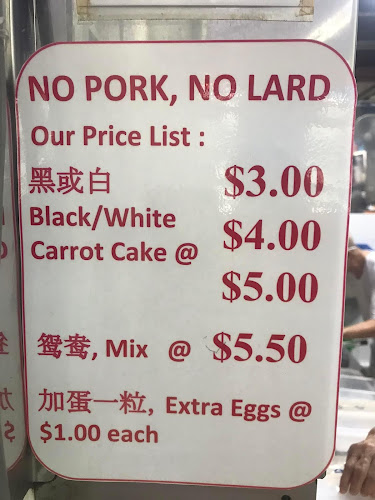 NO PORK, NO LARD
Our Price List :
黑或白 $3.00
Black/White $4.00
Carrot Cake @
$5.00
鸳鸯, Mix @ $5.50
加蛋一粒, Extra Eggs @
$1.00 each